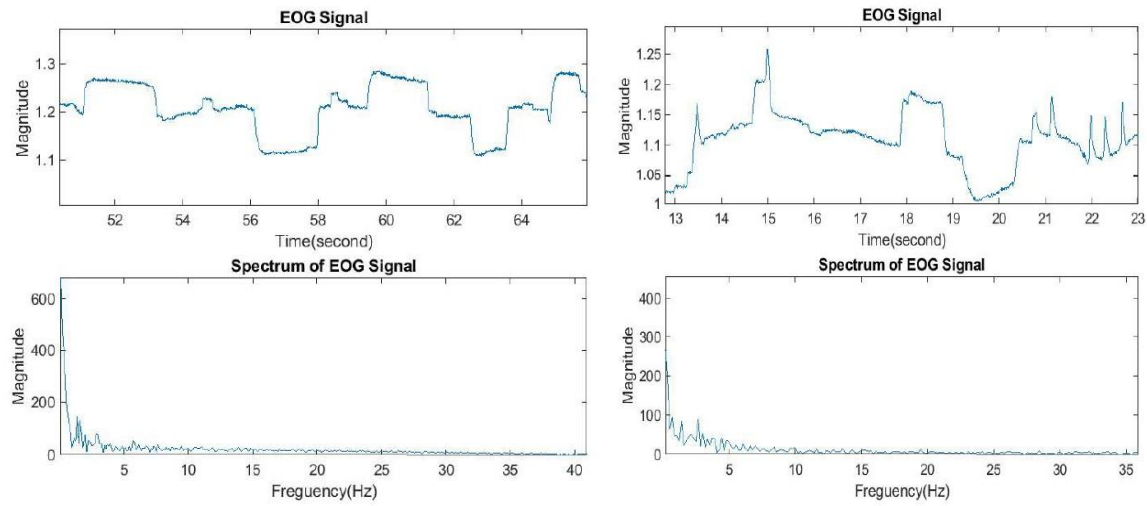 EOG Signal
1.3
1.2
1.1
Magnitude
52 54 56 58 60 62 64
Time(second)
Spectrum of EOG Signal
600
400
200
0
Magnitude
5 10 15 20 25 30 35 40
Freguency(Hz)
EOG Signal
1.25
1.2
1.15
1.1
1.05
1
Magnitude
13 14 15 16 17 18 19 20 21 22 23
Time(second)
Spectrum of EOG Signal
400
300
200
100
0
Magnitude
5 10 15 20 25 30 35
Freguency(Hz)